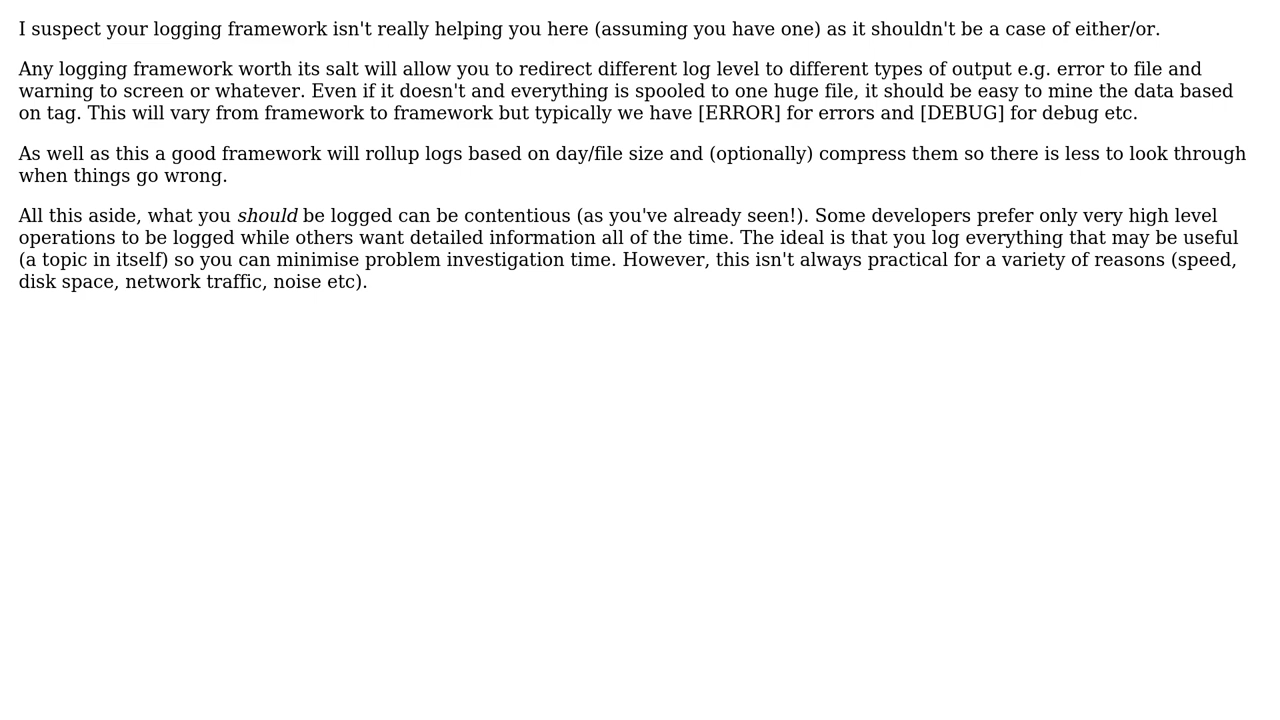 I suspect your logging framework isn't really helping you here (assuming you have one) as it shouldn't be a case of either/or.
Any logging framework worth its salt will allow you to redirect different log level to different types of output e.g. error to file and
warning to screen or whatever. Even if it doesn't and everything is spooled to one huge file, it should be easy to mine the data based
on tag. This will vary from framework to framework but typically we have [ERROR] for errors and [DEBUG] for debug etc.
As well as this a good framework will rollup logs based on day/file size and (optionally) compress them so there is less to look through
when things go wrong.
All this aside, what you should be logged can be contentious (as you've already seen!). Some developers prefer only very high level
operations to be logged while others want detailed information all of the time. The ideal is that you log everything that may be useful
(a topic in itself) so you can minimise problem investigation time. However, this isn't always practical for a variety of reasons (speed,
disk space, network traffic, noise etc).